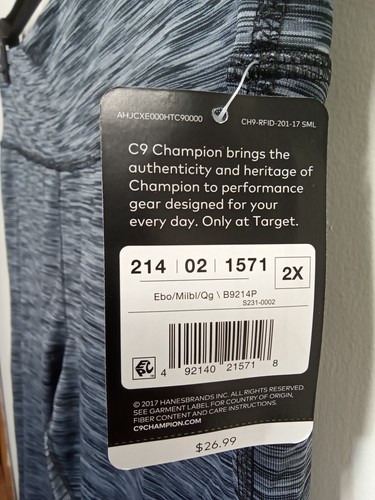 AHJCXE000HTC90000
CH9-RFID-201-17 SML
C9 Champion® brings the
authenticity and heritage of
Champion to performance
gear designed for your
every day. Only at Target.
214 | 02 | 1571
2X
Ebo/Milbl/Qg \ B9214P
S231-0002
4 92140 21571 8
© 2017 HANESBRANDS INC. ALL RIGHTS RESERVED.
SEE GARMENT LABEL FOR COUNTRY OF ORIGIN,
FIBER CONTENT AND CARE INSTRUCTIONS.
C9CHAMPION.COM
$26.99